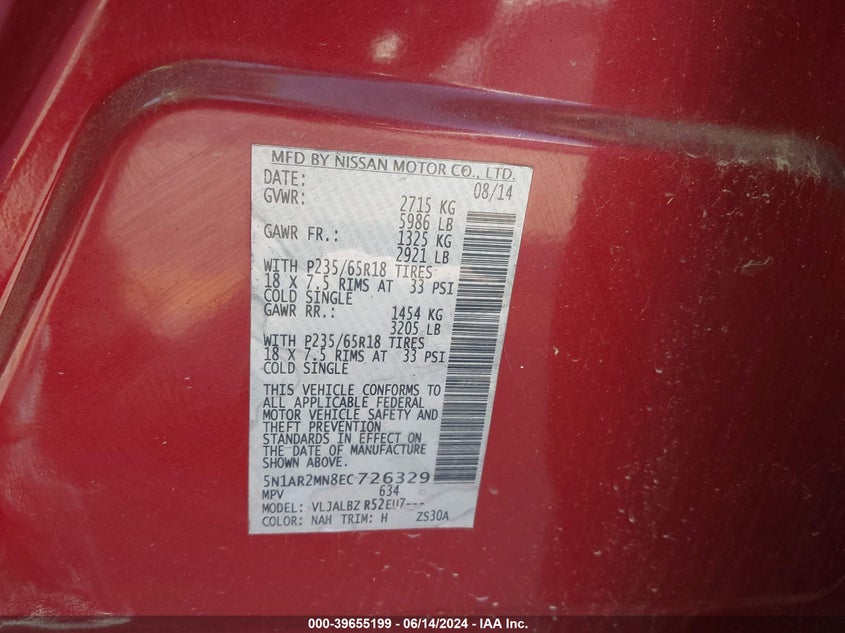 MFD BY NISSAN MOTOR CO., LTD.
DATE: 08/14
GVWR: 2715 KG
5986 LB
GAWR FR.: 1325 KG
2921 LB
WITH P235/65R18 TIRES
18 X 7.5 RIMS AT 33 PSI
COLD SINGLE
GAWR RR.: 1454 KG
3205 LB
WITH P235/65R18 TIRES
18 X 7.5 RIMS AT 33 PSI
COLD SINGLE
THIS VEHICLE CONFORMS TO
ALL APPLICABLE FEDERAL
MOTOR VEHICLE SAFETY AND
THEFT PREVENTION
STANDARDS IN EFFECT ON
THE DATE OF MANUFACTURE
SHOWN ABOVE.
5N1AR2MN8EC726329
MPV 634
MODEL: VLJALBZ R52EU7---
COLOR: NAH TRIM: H ZS30A
000-39655199 - 06/14/2024 - IAA Inc.